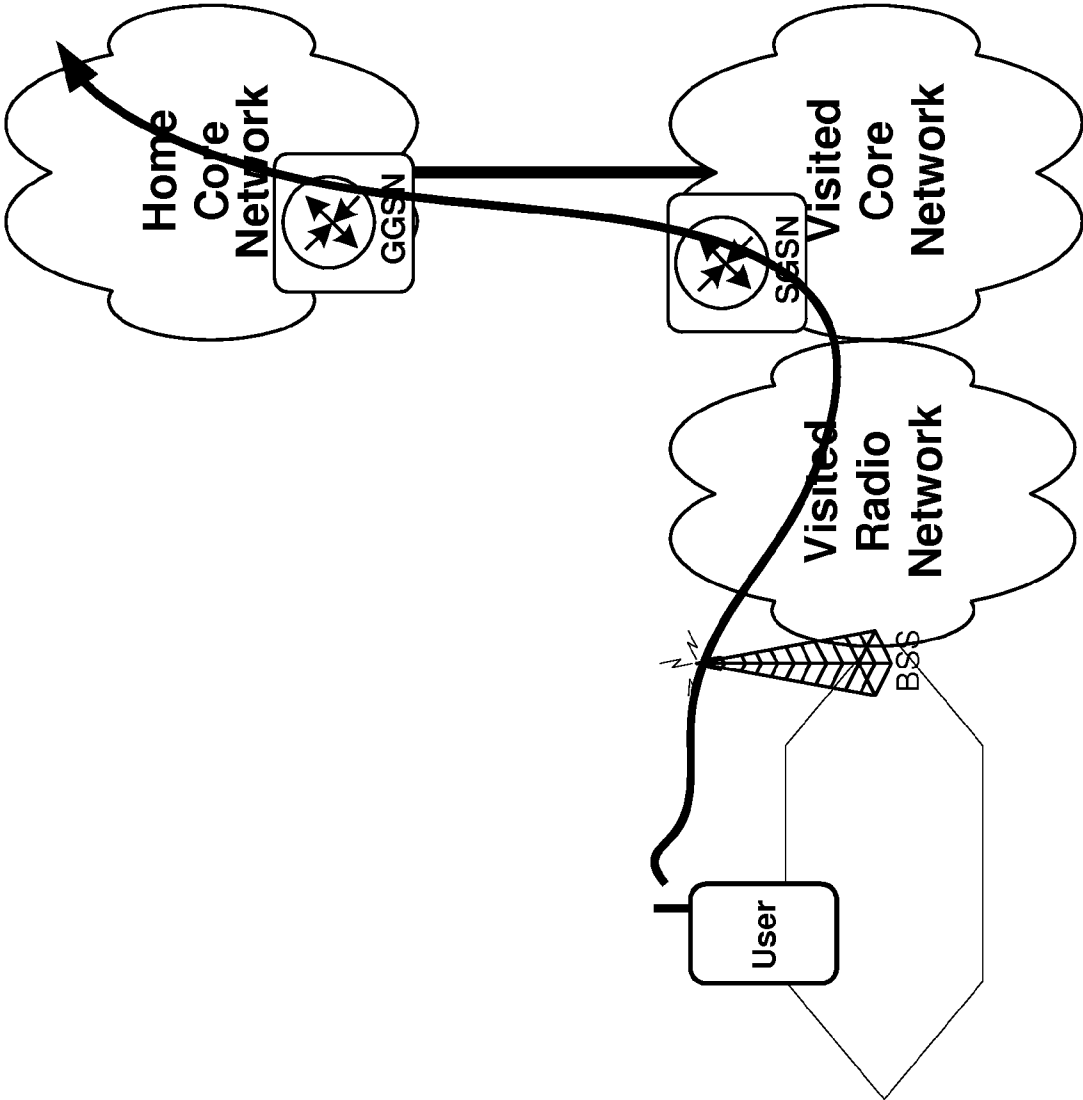 Home
Core
Network
GGSN
Visited
Core
Network
SGSN
Visited
Radio
Network
BSS
User